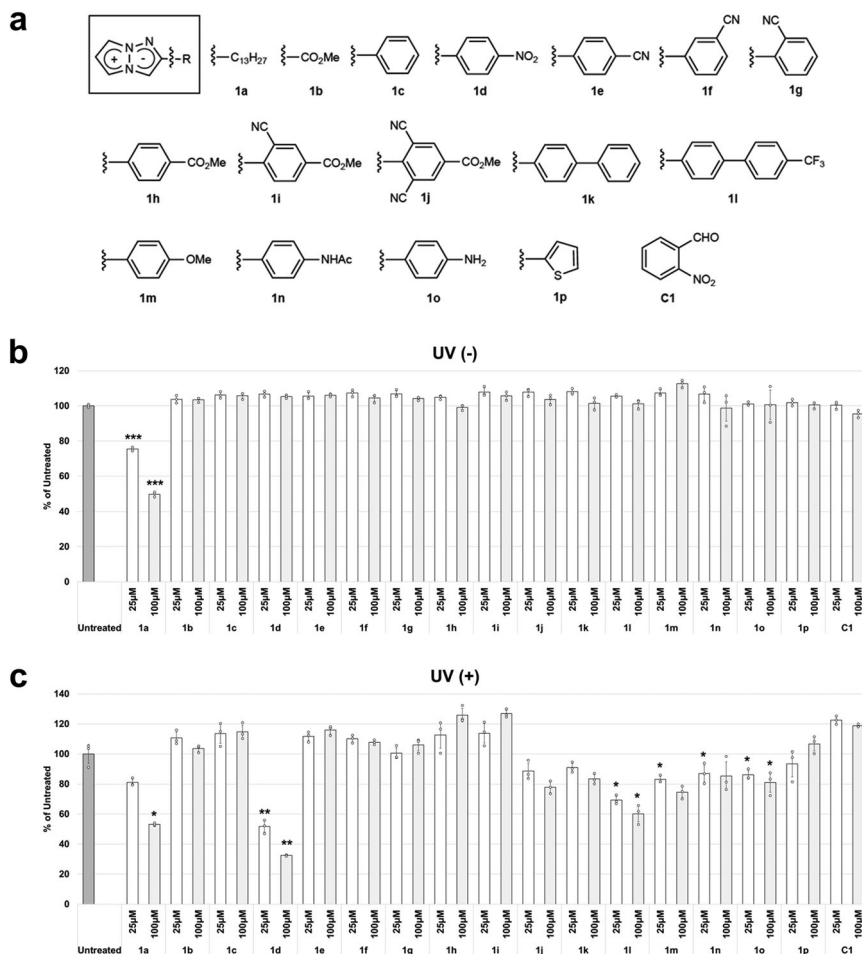 a
N N + N - R
C13H27
CO2Me
NO2
CN
CN
NC
1a 1b 1c 1d 1e 1f 1g
CO2Me
NC
CO2Me
NC
CO2Me
NC
CF3
1h 1i 1j 1k 1l
OMe
NHAc
NH2
S
CHO
NO2
1m 1n 1o 1p C1
b
UV (-)
% of Untreated
120
100
80
60
40
20
0
*** ***
25μM 100μM 25μM 100μM 25μM 100μM 25μM 100μM 25μM 100μM 25μM 100μM 25μM 100μM 25μM 100μM 25μM 100μM 25μM 100μM 25μM 100μM 25μM 100μM 25μM 100μM 25μM 100μM 25μM 100μM 25μM 100μM 25μM 100μM
Untreated 1a 1b 1c 1d 1e 1f 1g 1h 1i 1j 1k 1l 1m 1n 1o 1p C1
c
UV (+)
% of Untreated
140
120
100
80
60
40
20
0
* ** ** * * * * * *
25μM 100μM 25μM 100μM 25μM 100μM 25μM 100μM 25μM 100μM 25μM 100μM 25μM 100μM 25μM 100μM 25μM 100μM 25μM 100μM 25μM 100μM 25μM 100μM 25μM 100μM 25μM 100μM 25μM 100μM 25μM 100μM 25μM 100μM
Untreated 1a 1b 1c 1d 1e 1f 1g 1h 1i 1j 1k 1l 1m 1n 1o 1p C1